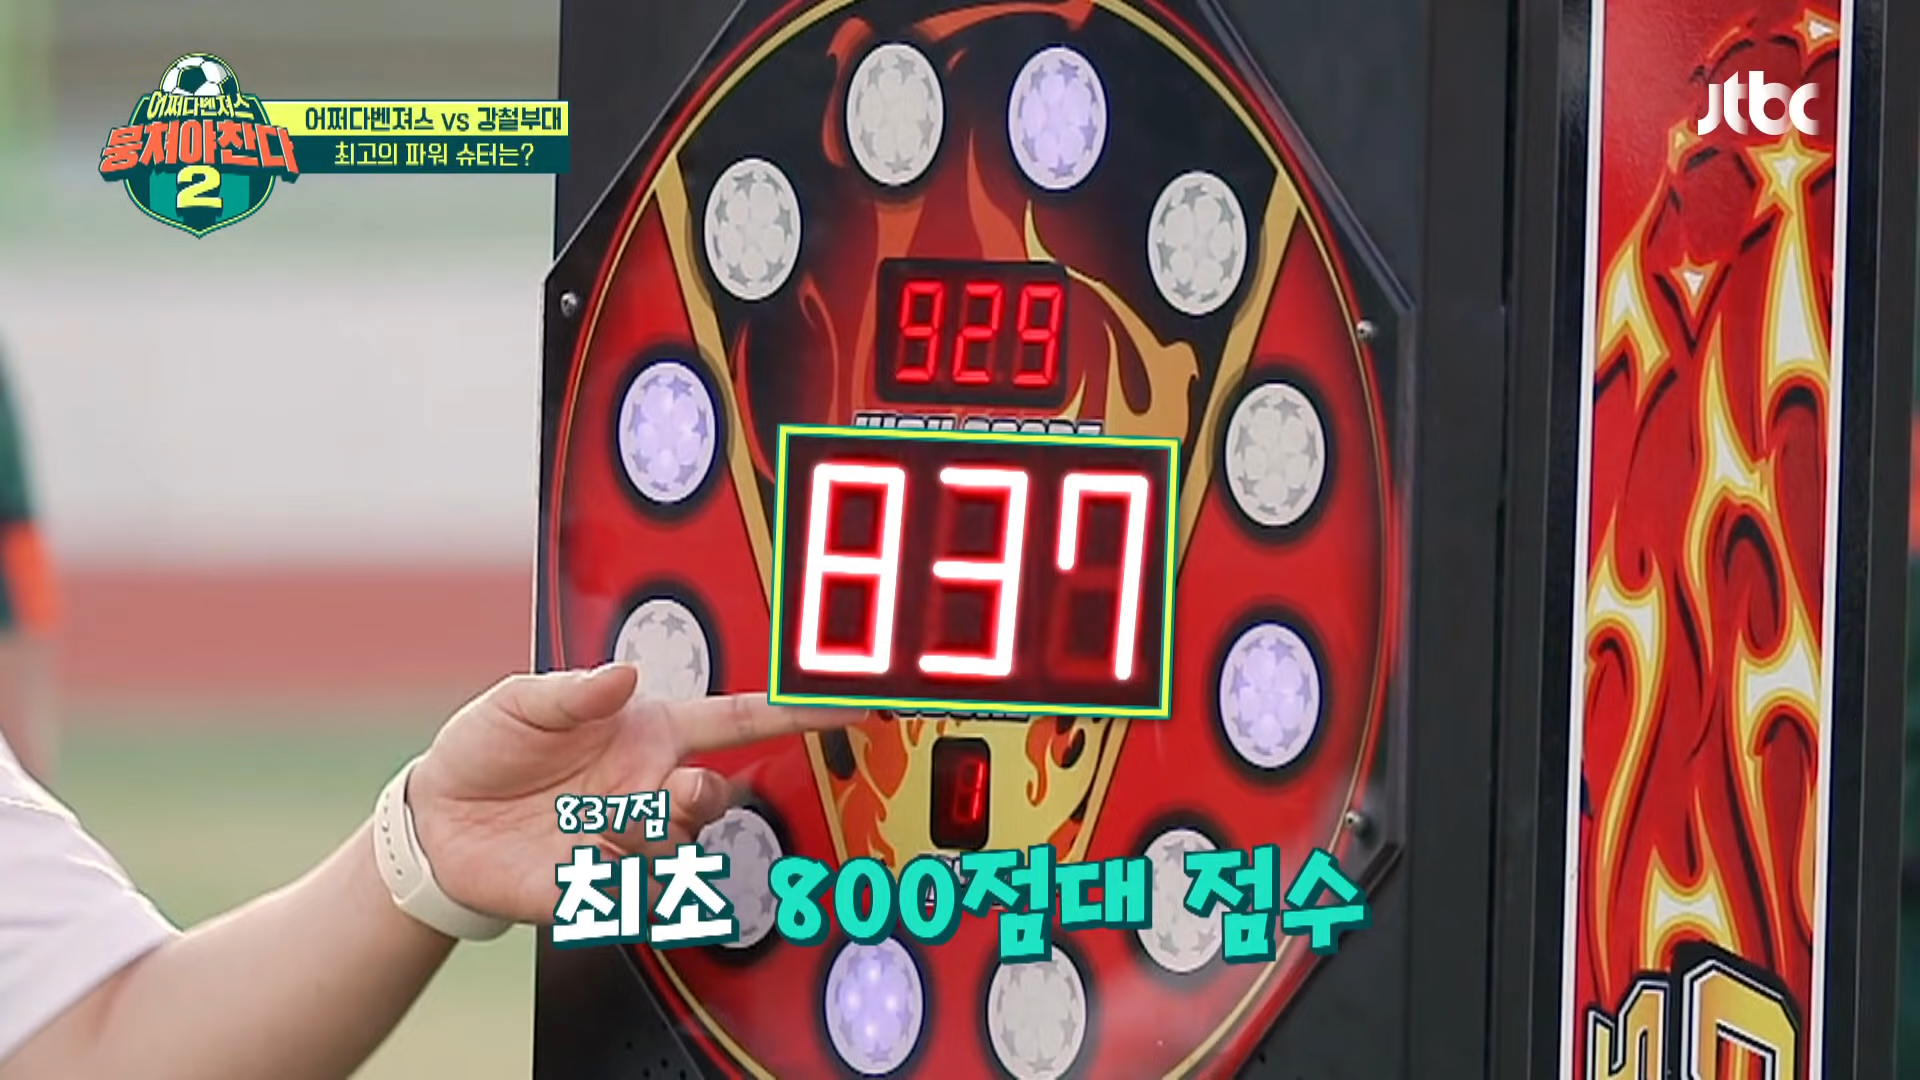 어쩌다벤져스
뭉쳐야찬다
2
어쩌다벤져스 vs 강철부대
최고의 파워 슈터는?
jtbc
929
837
1
837점
최초 800점대 점수